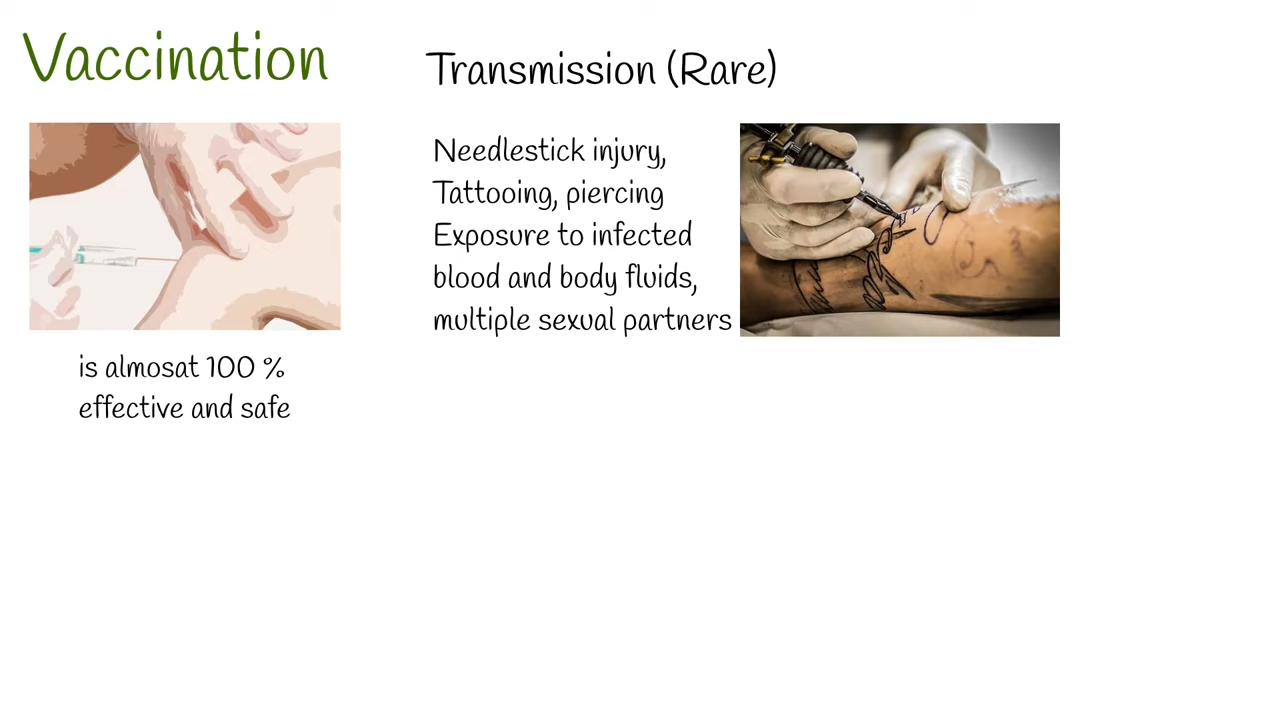 Vaccination
is almosat 100 %
effective and safe
Transmission (Rare)
Needlestick injury,
Tattooing, piercing
Exposure to infected
blood and body fluids,
multiple sexual partners